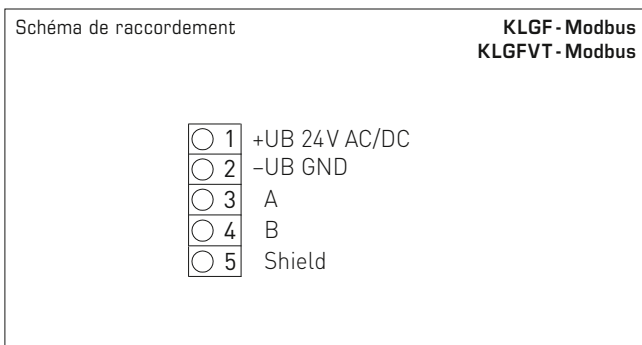 Schéma de raccordement
KLGF - Modbus
KLGFVT - Modbus
1 +UB 24V AC/DC
2 –UB GND
3 A
4 B
5 Shield